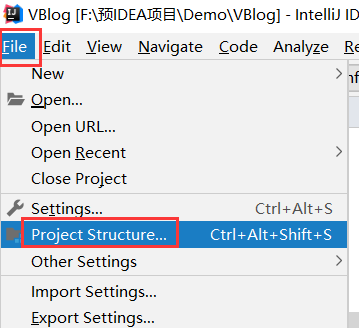 VBlog [F:\预IDEA项目\Demo\VBlog] - IntelliJ ID
File Edit View Navigate Code Analyze Re
New
Open...
Open URL...
Open Recent
Close Project
Settings... Ctrl+Alt+S
Project Structure... Ctrl+Alt+Shift+S
Other Settings
Import Settings...
Export Settings...